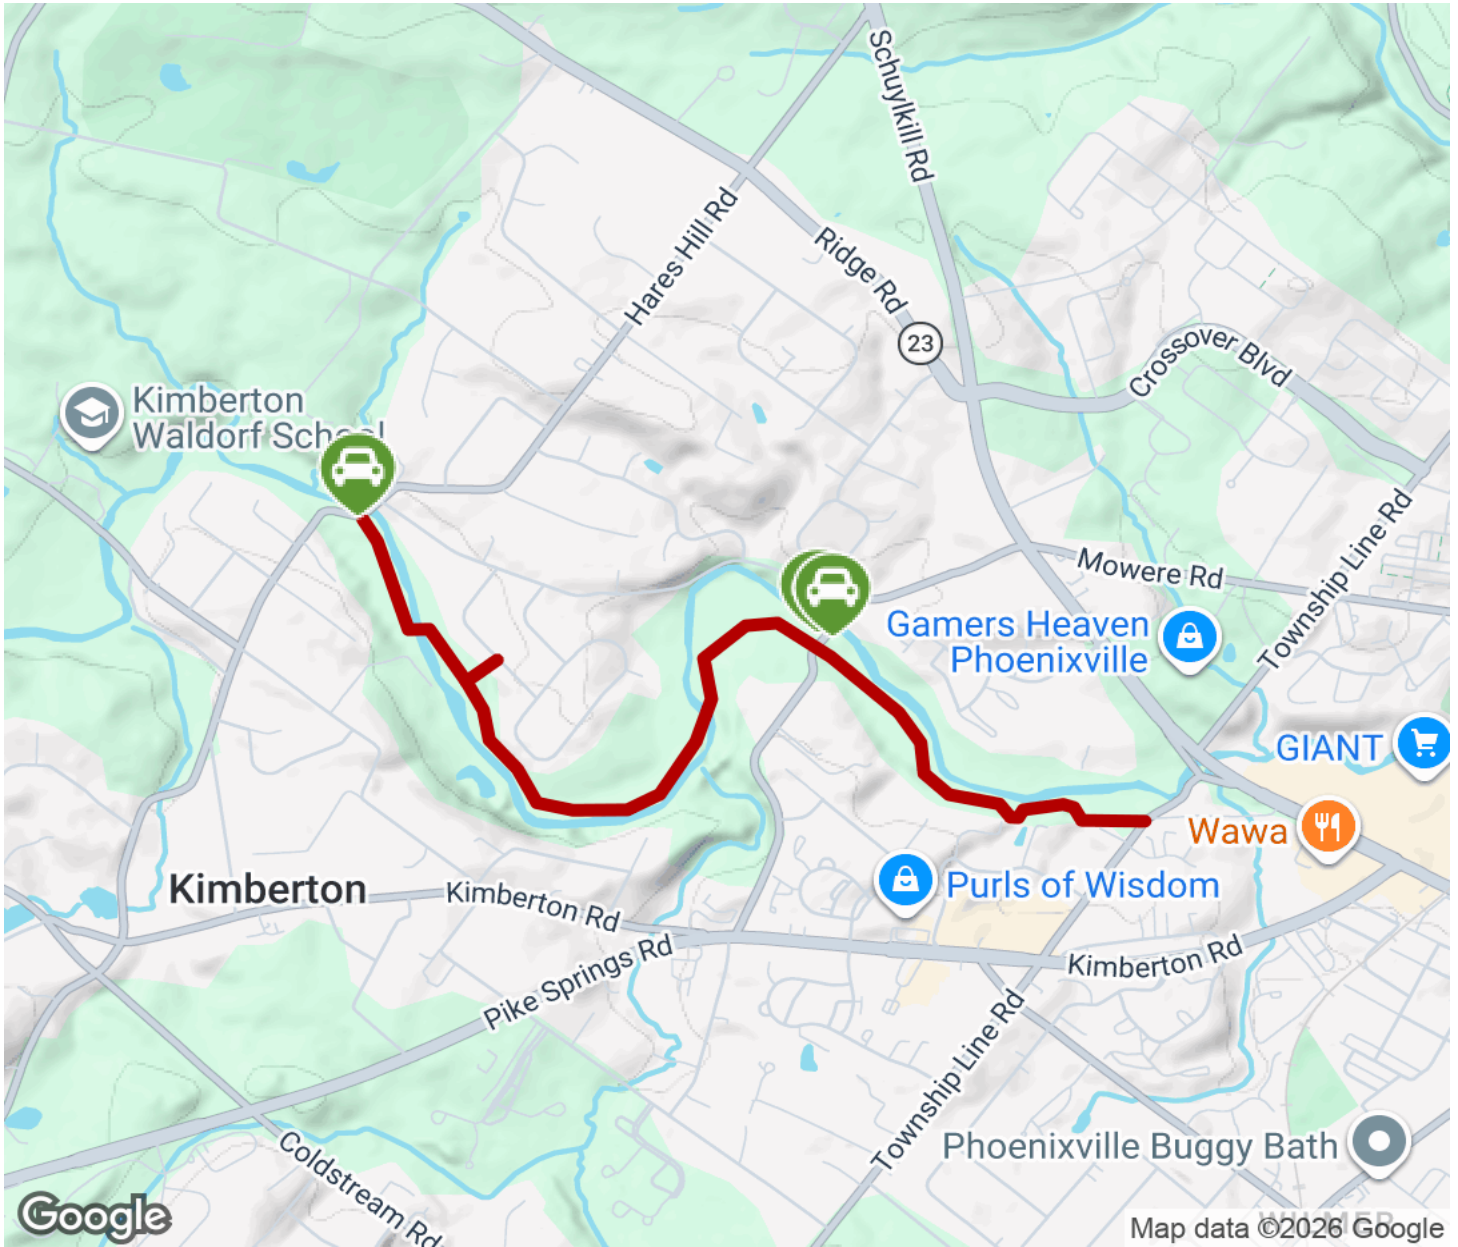 Schuylkill Rd
Hares Hill Rd
Ridge Rd
23
Crossover Blvd
Kimberton
Waldorf School
Township Line Rd
Mowere Rd
Gamers Heaven
Phoenixville
GIANT
Wawa
Kimberton
Kimberton Rd
Purls of Wisdom
Pike Springs Rd
Kimberton Rd
Township Line Rd
Coldstream Rd
Phoenixville Buggy Bath
Google
Map data ©2026 Google